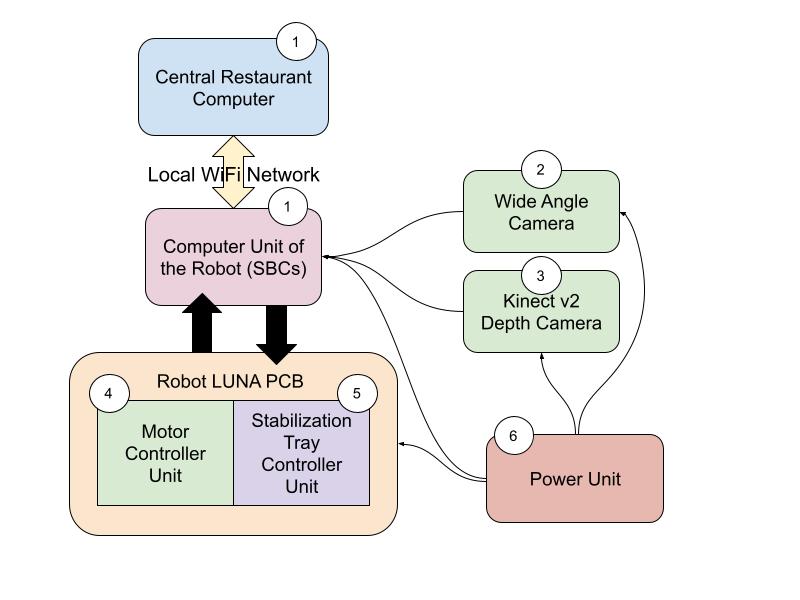 1
Central Restaurant
Computer
Local WiFi Network
1
Computer Unit of
the Robot (SBCs)
2
Wide Angle
Camera
3
Kinect v2
Depth Camera
Robot LUNA PCB
4
Motor
Controller
Unit
5
Stabilization
Tray
Controller
Unit
6
Power Unit